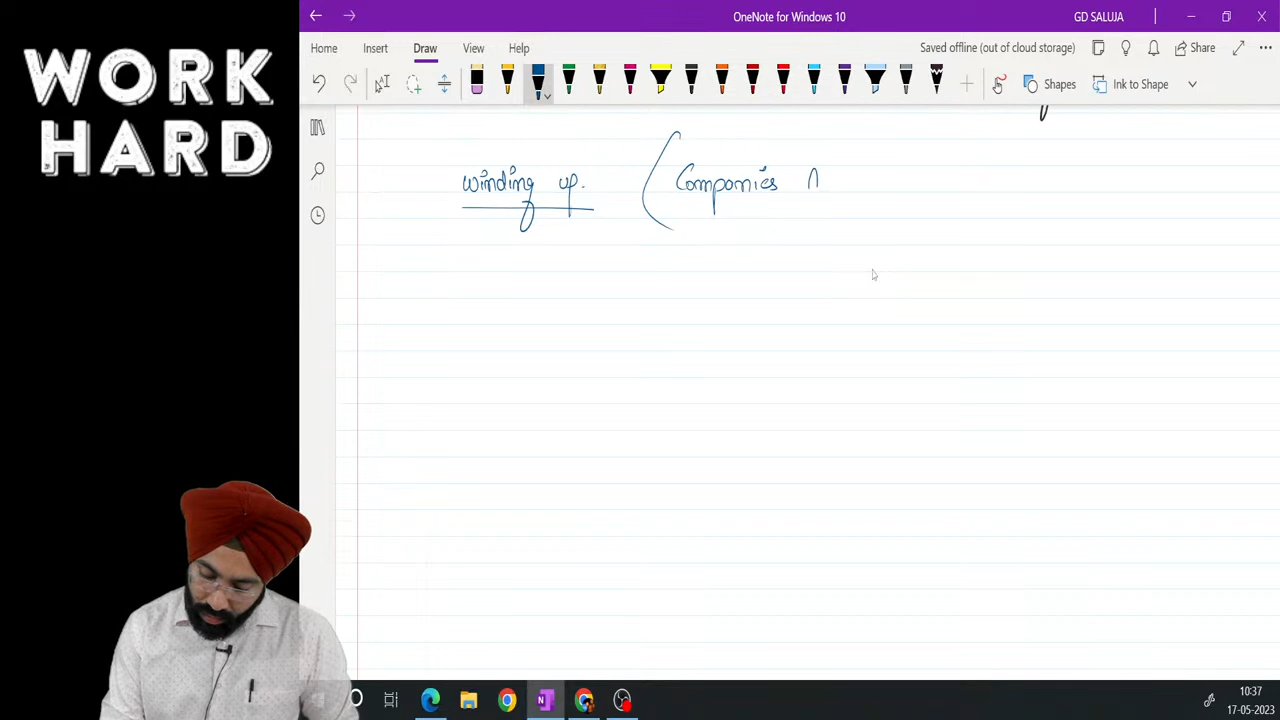 WORK
HARD
OneNote for Windows 10
GD SALUJA
Home Insert Draw View Help
Saved offline (out of cloud storage)
Share
Shapes
Ink to Shape
winding up. (Companies
10:37
17-05-2023